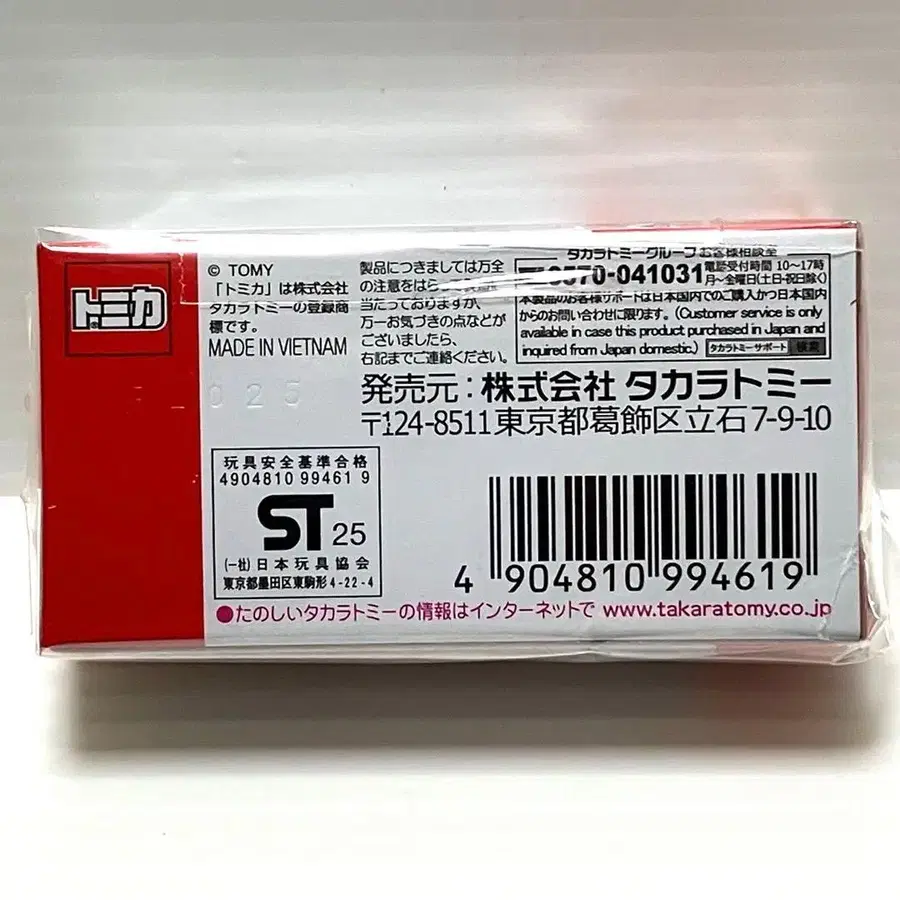 トミカ
®
© TOMY
「トミカ」は株式会社
タカラトミーの登録商
標です。
MADE IN VIETNAM
025
製品につきましては万全
の注意をはら
当たっておりますが、
万一お気づきの点などが
ございましたら、
右記までご連絡ください。
タカラトミーグループお客様相談室
0570-041031
電話受付時間 10〜17時
月〜金曜日(土・日・祝日除く)
本製品のお客様サポートは日本国内でのご購入かつ日本国内
からのお問い合わせに限ります。(Customer service is only
available in case this product purchased in Japan and
inquired from Japan domestic.)
タカラトミーサポート 検索
発売元:株式会社 タカラトミー
〒124-8511 東京都葛飾区立石7-9-10
玩具安全基準合格
4904810 99461 9
ST 25
(一社)日本玩具協会
東京都墨田区東駒形4-22-4
4 904810 994619
●たのしいタカラトミーの情報はインターネットで www.takaratomy.co.jp